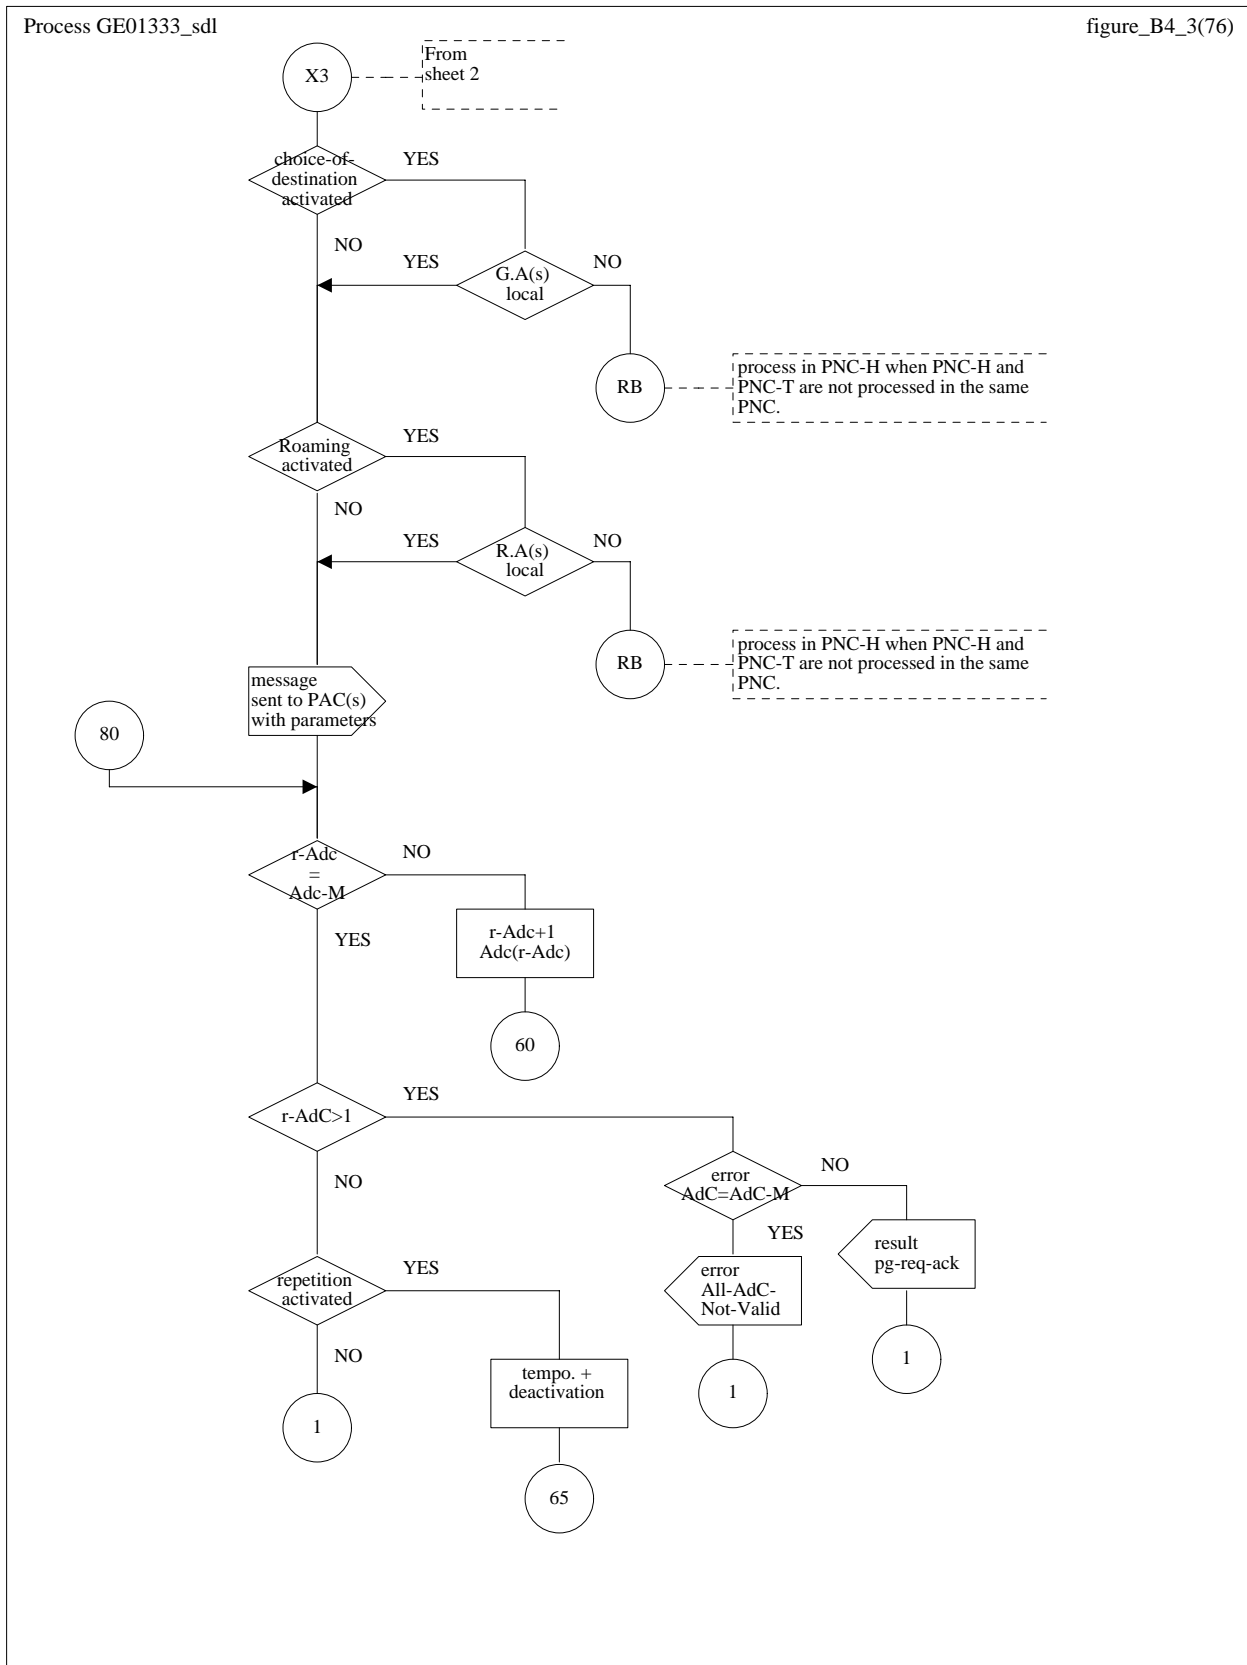 Process GE01333_sdl
figure_B4_3(76)
X3
From
sheet 2
choice-of-
destination
activated
YES
NO
YES
G.A(s)
local
NO
RB
process in PNC-H when PNC-H and
PNC-T are not processed in the same
PNC.
Roaming
activated
YES
NO
YES
R.A(s)
local
NO
RB
process in PNC-H when PNC-H and
PNC-T are not processed in the same
PNC.
message
sent to PAC(s)
with parameters
80
r-Adc
=
Adc-M
NO
YES
r-Adc+1
Adc(r-Adc)
60
r-AdC>1
YES
NO
error
AdC=AdC-M
NO
YES
result
pg-req-ack
error
All-AdC-
Not-Valid
repetition
activated
YES
NO
tempo. +
deactivation
1
1
1
65